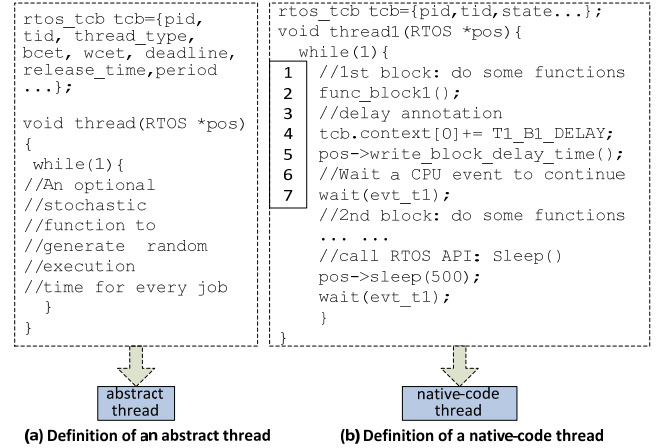 rtos_tcb tcb={pid,
tid, thread_type,
bcet, wcet, deadline,
release_time,period
...};
void thread(RTOS *pos)
{
while(1){
//An optional
//stochastic
//function to
//generate random
//execution
//time for every job
}
}
abstract
thread
(a) Definition of an abstract thread
rtos_tcb tcb={pid,tid,state...};
void thread1(RTOS *pos){
while(1){
1 //1st block: do some functions
2 func_block1();
3 //delay annotation
4 tcb.context[0]+= T1_B1_DELAY;
5 pos->write_block_delay_time();
6 //Wait a CPU event to continue
7 wait(evt_t1);
//2nd block: do some functions
... ...
//call RTOS API: Sleep()
pos->sleep(500);
wait(evt_t1);
}
}
native-code
thread
(b) Definition of a native-code thread